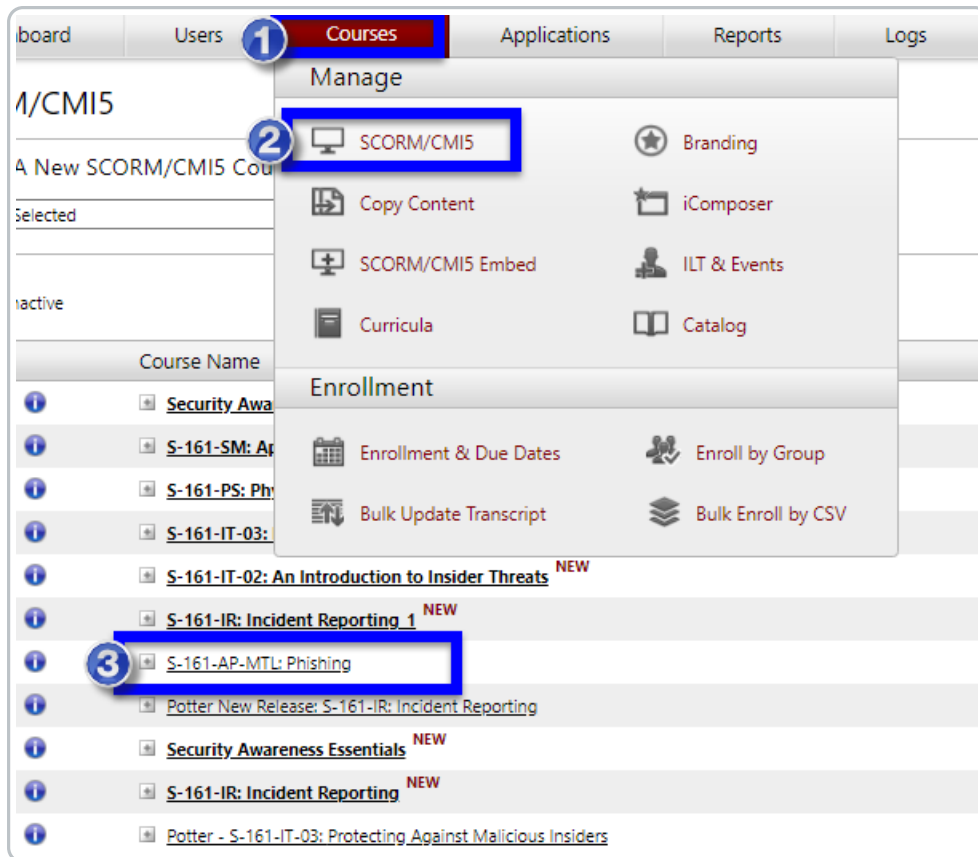 board Users 1 Courses Applications Reports Logs
Manage
M/CMI5
2 SCORM/CMI5 Branding
A New SCORM/CMI5 Cou
Copy Content iComposer
Selected
SCORM/CMI5 Embed ILT & Events
nactive
Curricula Catalog
Course Name
Enrollment
Security Awa
Enrollment & Due Dates Enroll by Group
S-161-SM: Ap
S-161-PS: Phy
Bulk Update Transcript Bulk Enroll by CSV
S-161-IT-03:
S-161-IT-02: An Introduction to Insider Threats NEW
S-161-IR: Incident Reporting_1 NEW
3 S-161-AP-MTL: Phishing
Potter New Release: S-161-IR: Incident Reporting
Security Awareness Essentials NEW
S-161-IR: Incident Reporting NEW
Potter - S-161-IT-03: Protecting Against Malicious Insiders